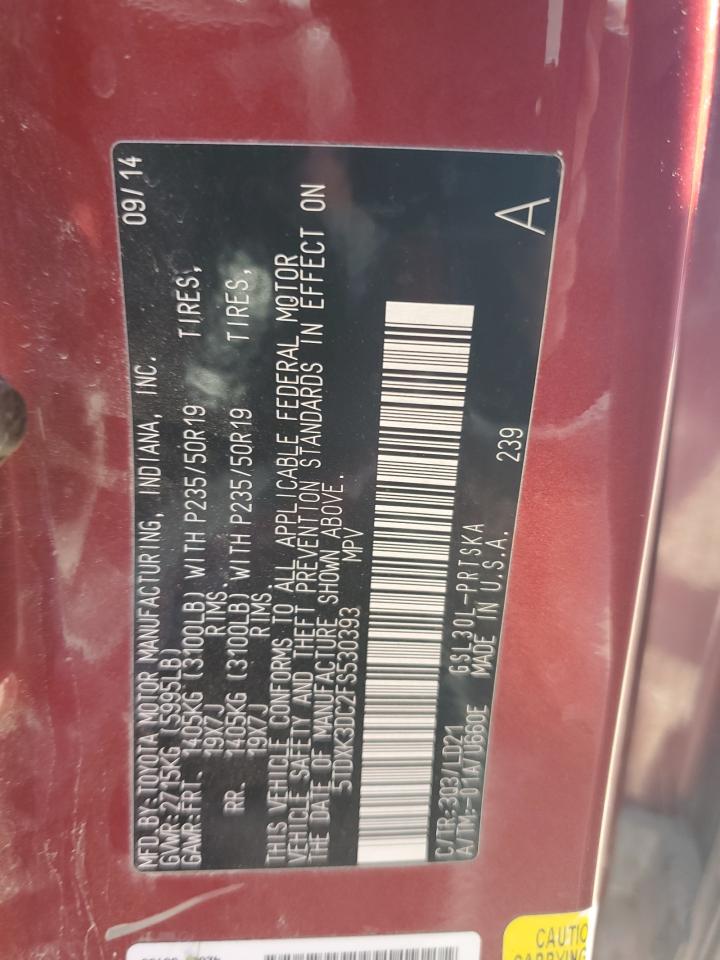 MFD.BY:TOYOTA MOTOR MANUFACTURING, INDIANA, INC. 09/14
GVWR:2715KG (5995LB)
GAWR:FRT. 1405KG (3100LB) WITH P235/50R19 TIRES,
19X7J RIMS
RR. 1405KG (3100LB) WITH P235/50R19 TIRES,
19X7J RIMS
THIS VEHICLE CONFORMS TO ALL APPLICABLE FEDERAL MOTOR
VEHICLE SAFETY AND THEFT PREVENTION STANDARDS IN EFFECT ON
THE DATE OF MANUFACTURE SHOWN ABOVE.
5TDXK3DC2FS530393 MPV
C/TR:3Q3/LD21 GSL30L-PRTSKA
A/TM:-01A/U660E MADE IN U.S.A. 239 A
CAUTIO
CARRYING